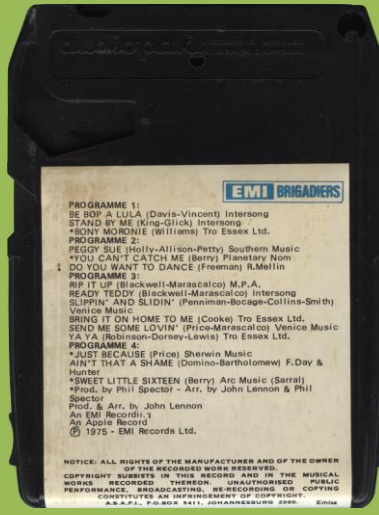 EMI BRIGADIERS
PROGRAMME 1:
BE BOP A LULA (Davis-Vincent) Intersong
STAND BY ME (King-Glick) Intersong
*BONY MORONIE (Williams) Tro Essex Ltd.
PROGRAMME 2:
PEGGY SUE (Holly-Allison-Petty) Southern Music
*YOU CAN'T CATCH ME (Berry) Planetary Nom
DO YOU WANT TO DANCE (Freeman) R.Mellin
PROGRAMME 3:
RIP IT UP (Blackwell-Marascalco) M.P.A.
READY TEDDY (Blackwell-Marascalco) Intersong
SLIPPIN' AND SLIDIN' (Penniman-Bocage-Collins-Smith)
Venice Music
BRING IT ON HOME TO ME (Cooke) Tro Essex Ltd.
SEND ME SOME LOVIN' (Price-Marascalco) Venice Music
YA YA (Robinson-Dorsey-Lewis) Tro Essex Ltd.
PROGRAMME 4:
*JUST BECAUSE (Price) Sherwin Music
AIN'T THAT A SHAME (Domino-Bartholomew) F.Day &
Hunter
*SWEET LITTLE SIXTEEN (Berry) Arc Music (Sarral)
*Prod. by Phil Spector - Arr. by John Lennon & Phil
Spector
Prod. & Arr. by John Lennon
An EMI Recording
An Apple Record
Ⓟ 1975 - EMI Records Ltd.
NOTICE: ALL RIGHTS OF THE MANUFACTURER AND OF THE OWNER
OF THE RECORDED WORK RESERVED.
COPYRIGHT SUBSISTS IN THIS RECORD AND IN THE MUSICAL
WORKS RECORDED THEREON. UNAUTHORISED PUBLIC
PERFORMANCE, BROADCASTING, RE-RECORDING OR COPYING
CONSTITUTES AN INFRINGEMENT OF COPYRIGHT.
A.S.A.P.I., P.O.BOX 5411, JOHANNESBURG 2000. Emisa